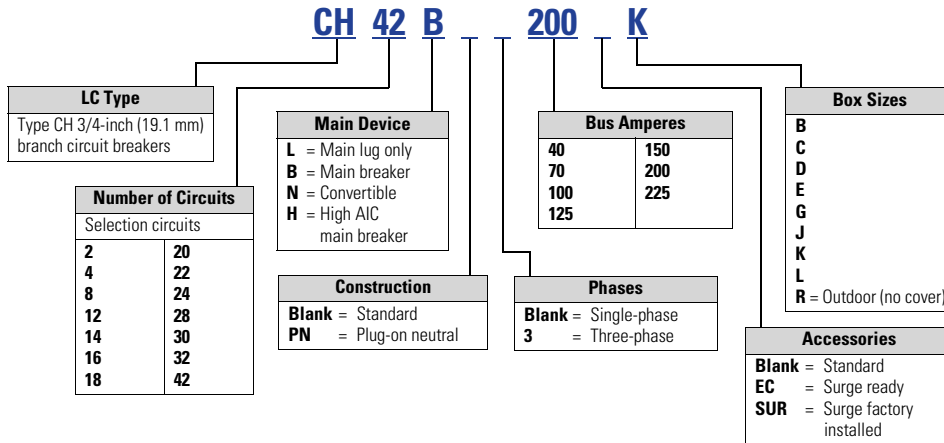 CH 42 B _ _ 200 _ K
LC Type
Type CH 3/4-inch (19.1 mm)
branch circuit breakers
Number of Circuits
Selection circuits
2 20
4 22
8 24
12 28
14 30
16 32
18 42
Main Device
L = Main lug only
B = Main breaker
N = Convertible
H = High AIC
main breaker
Construction
Blank = Standard
PN = Plug-on neutral
Bus Amperes
40 150
70 200
100 225
125
Phases
Blank = Single-phase
3 = Three-phase
Box Sizes
B
C
D
E
G
J
K
L
R = Outdoor (no cover)
Accessories
Blank = Standard
EC = Surge ready
SUR = Surge factory
installed